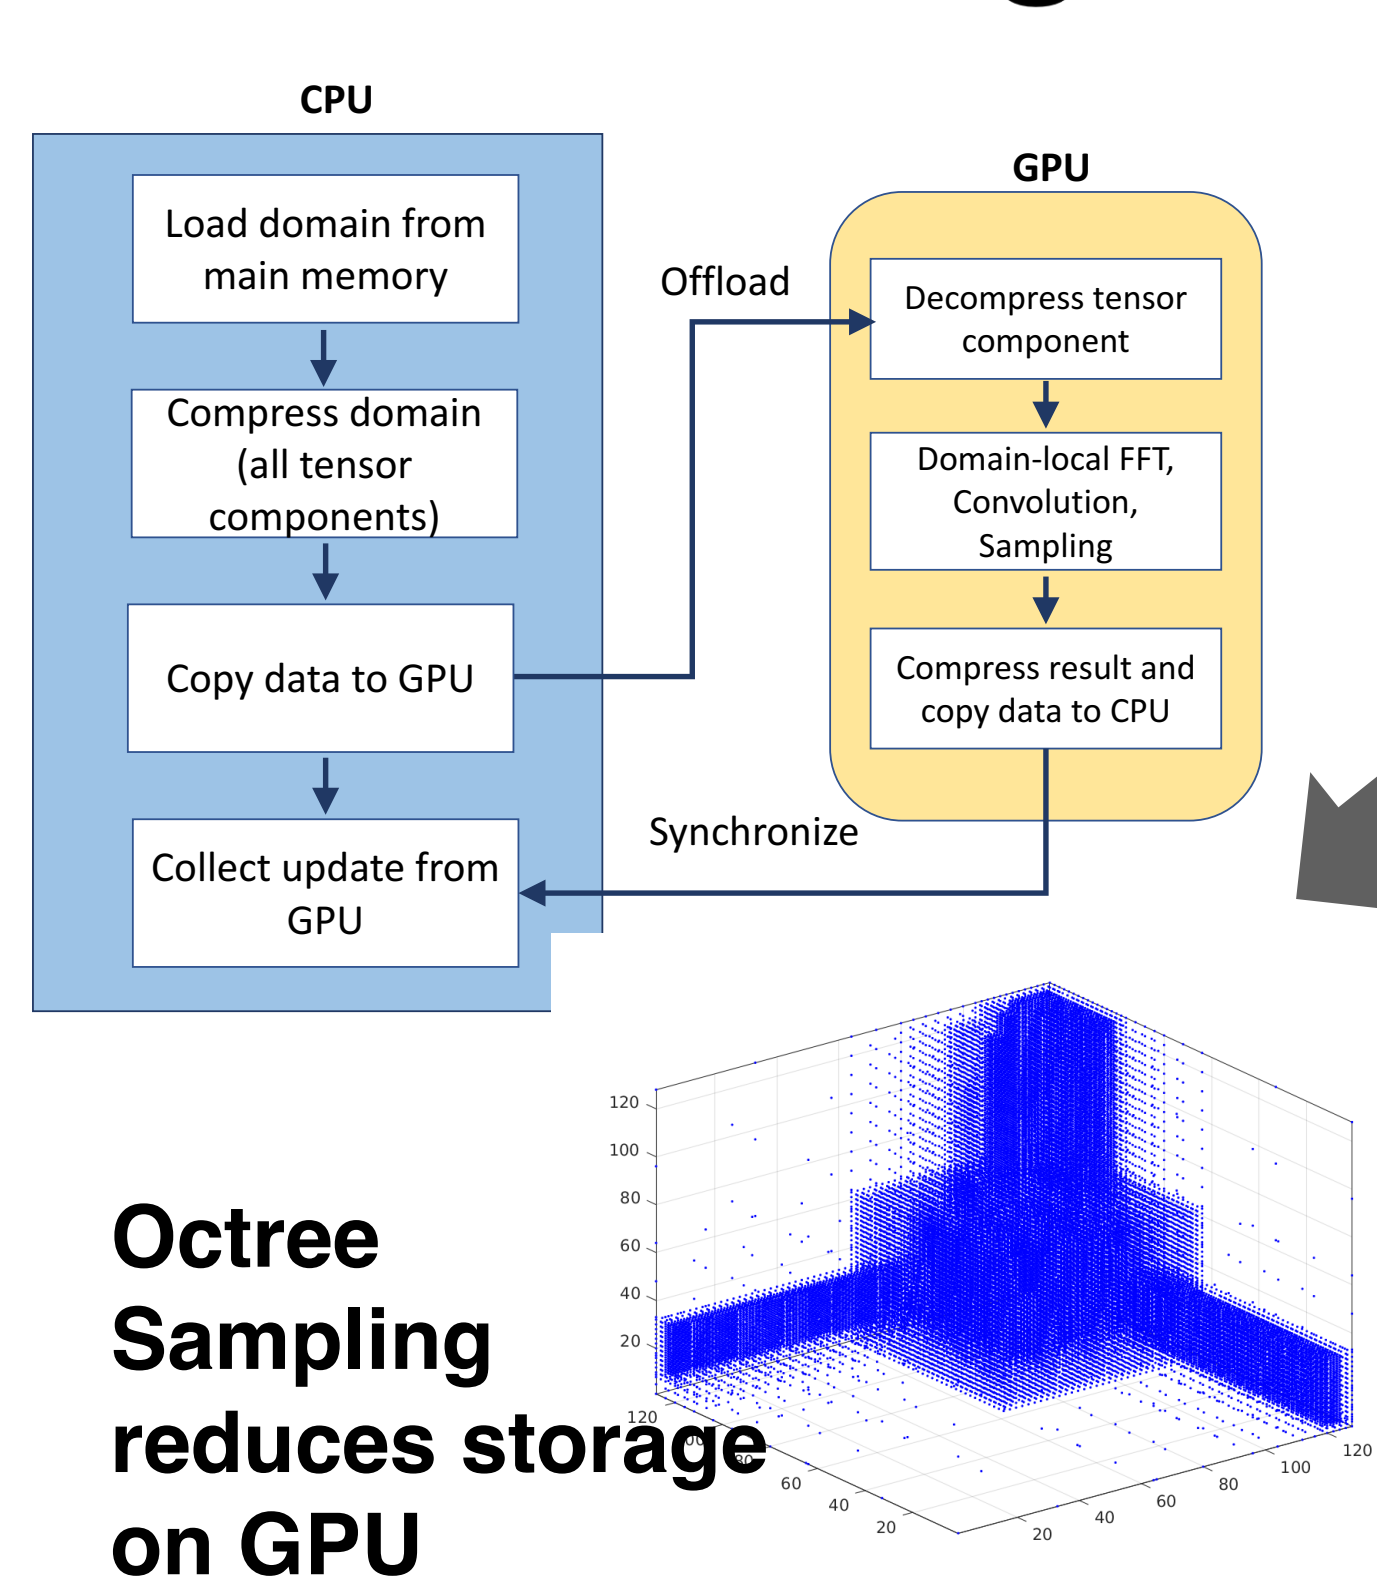 CPU
Load domain from
main memory
Compress domain
(all tensor
components)
Copy data to GPU
Collect update from
GPU
Offload
Synchronize
GPU
Decompress tensor
component
Domain-local FFT,
Convolution,
Sampling
Compress result and
copy data to CPU
Octree
Sampling
reduces storage
on GPU
120
100
80
60
40
20
120
80
60
40
20
20
40
60
80
100
120